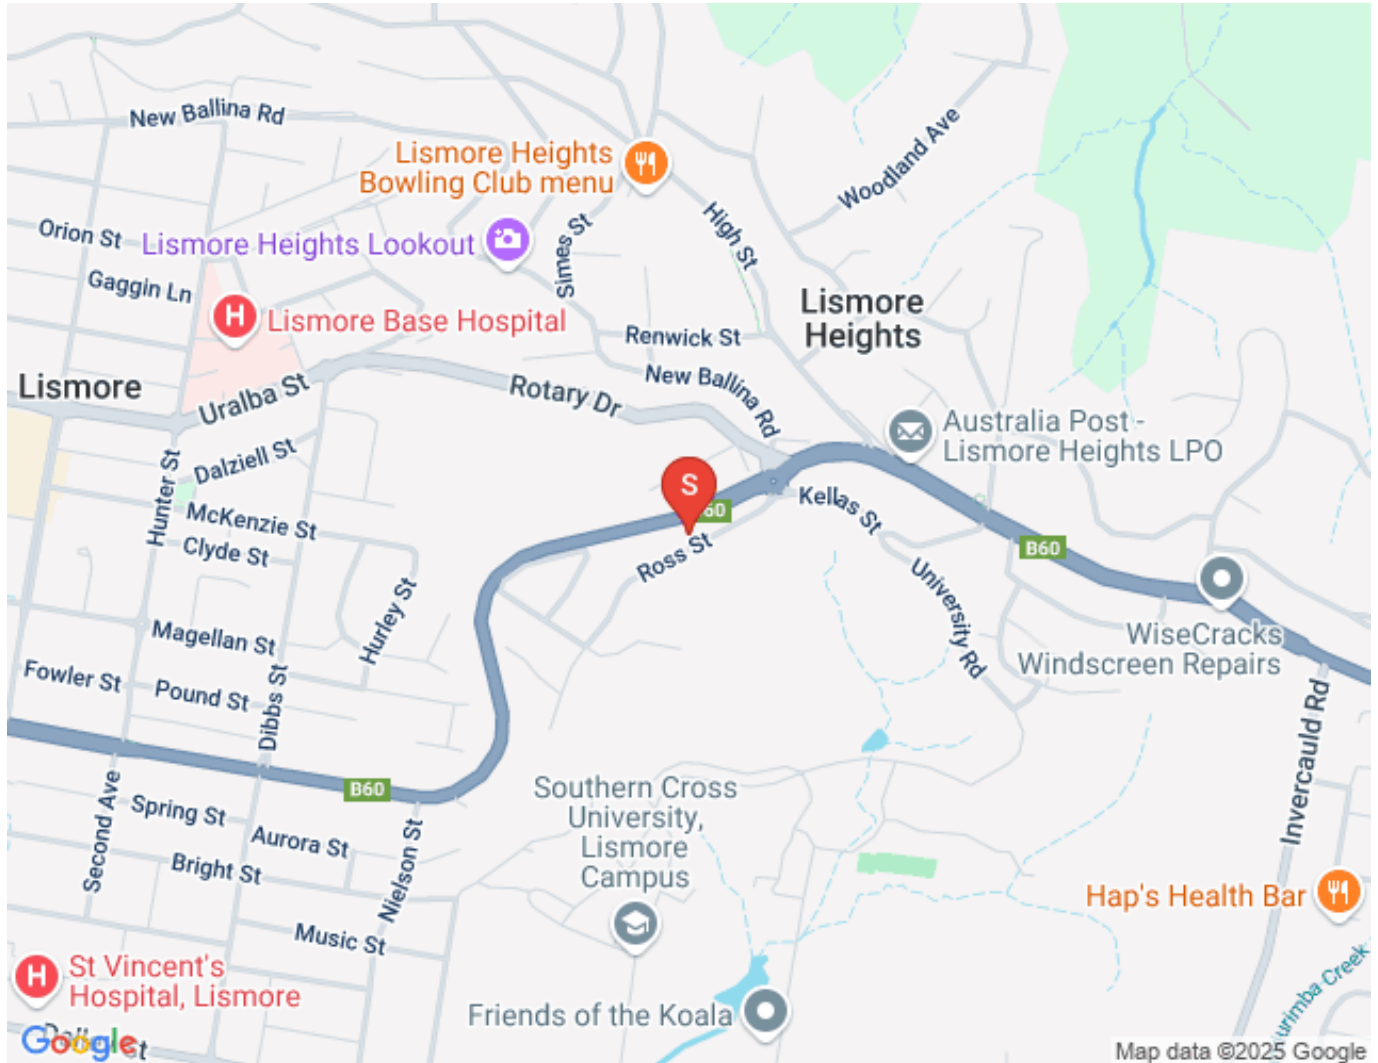 New Ballina Rd
Lismore Heights
Bowling Club menu
Woodland Ave
Orion St
Lismore Heights Lookout
Simes St
High St
Gaggin Ln
Lismore Base Hospital
Lismore
Heights
Renwick St
Lismore
Uralba St
Rotary Dr
New Ballina Rd
Australia Post -
Lismore Heights LPO
Dalziell St
Hunter St
S
60
Kellas St
McKenzie St
Clyde St
Ross St
B60
University Rd
Hurley St
Magellan St
WiseCracks
Windscreen Repairs
Fowler St
Pound St
Dibbs St
Invercauld Rd
B60
Second Ave
Spring St
Aurora St
Nielson St
Bright St
Southern Cross
University,
Lismore
Campus
Hap's Health Bar
Music St
H
St Vincent's
Hospital, Lismore
Friends of the Koala
urimba Creek
Google
St
Map data ©2025 Google